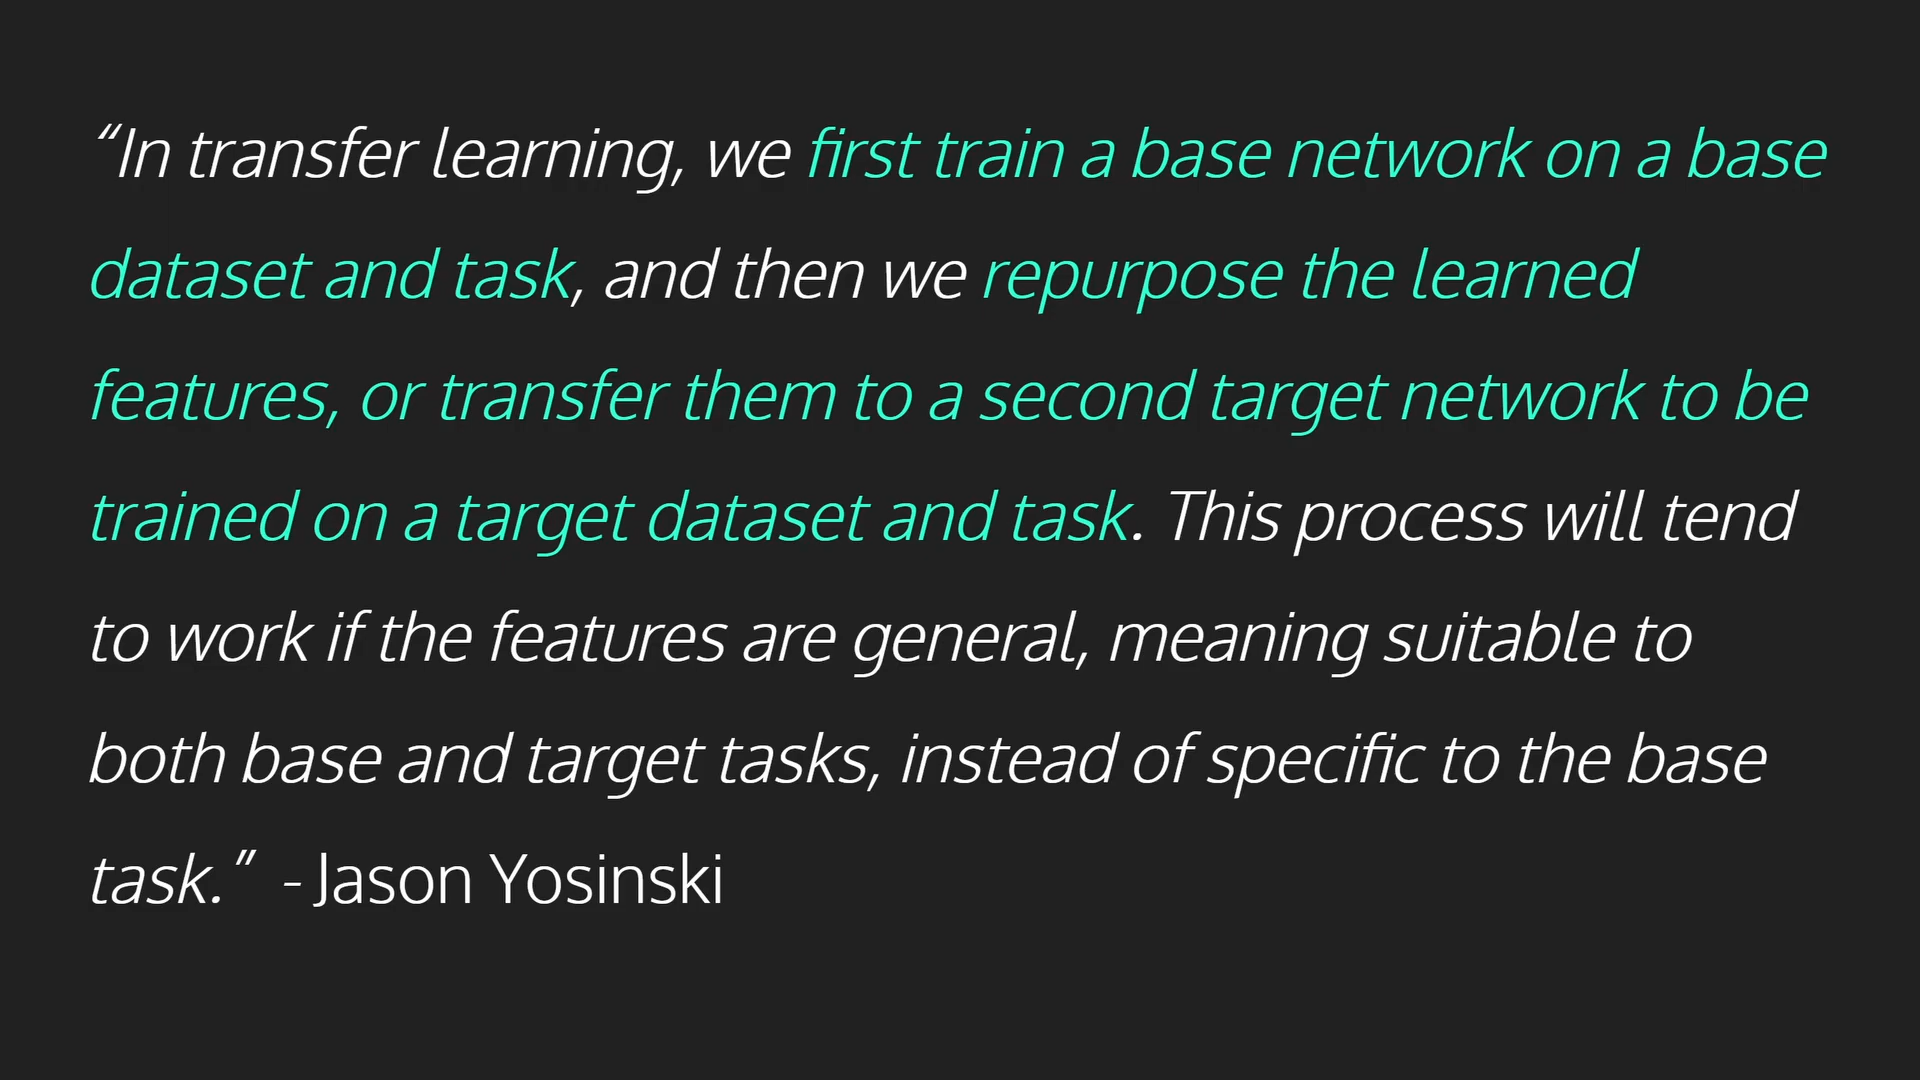 “In transfer learning, we first train a base network on a base
dataset and task, and then we repurpose the learned
features, or transfer them to a second target network to be
trained on a target dataset and task. This process will tend
to work if the features are general, meaning suitable to
both base and target tasks, instead of specific to the base
task.” - Jason Yosinski